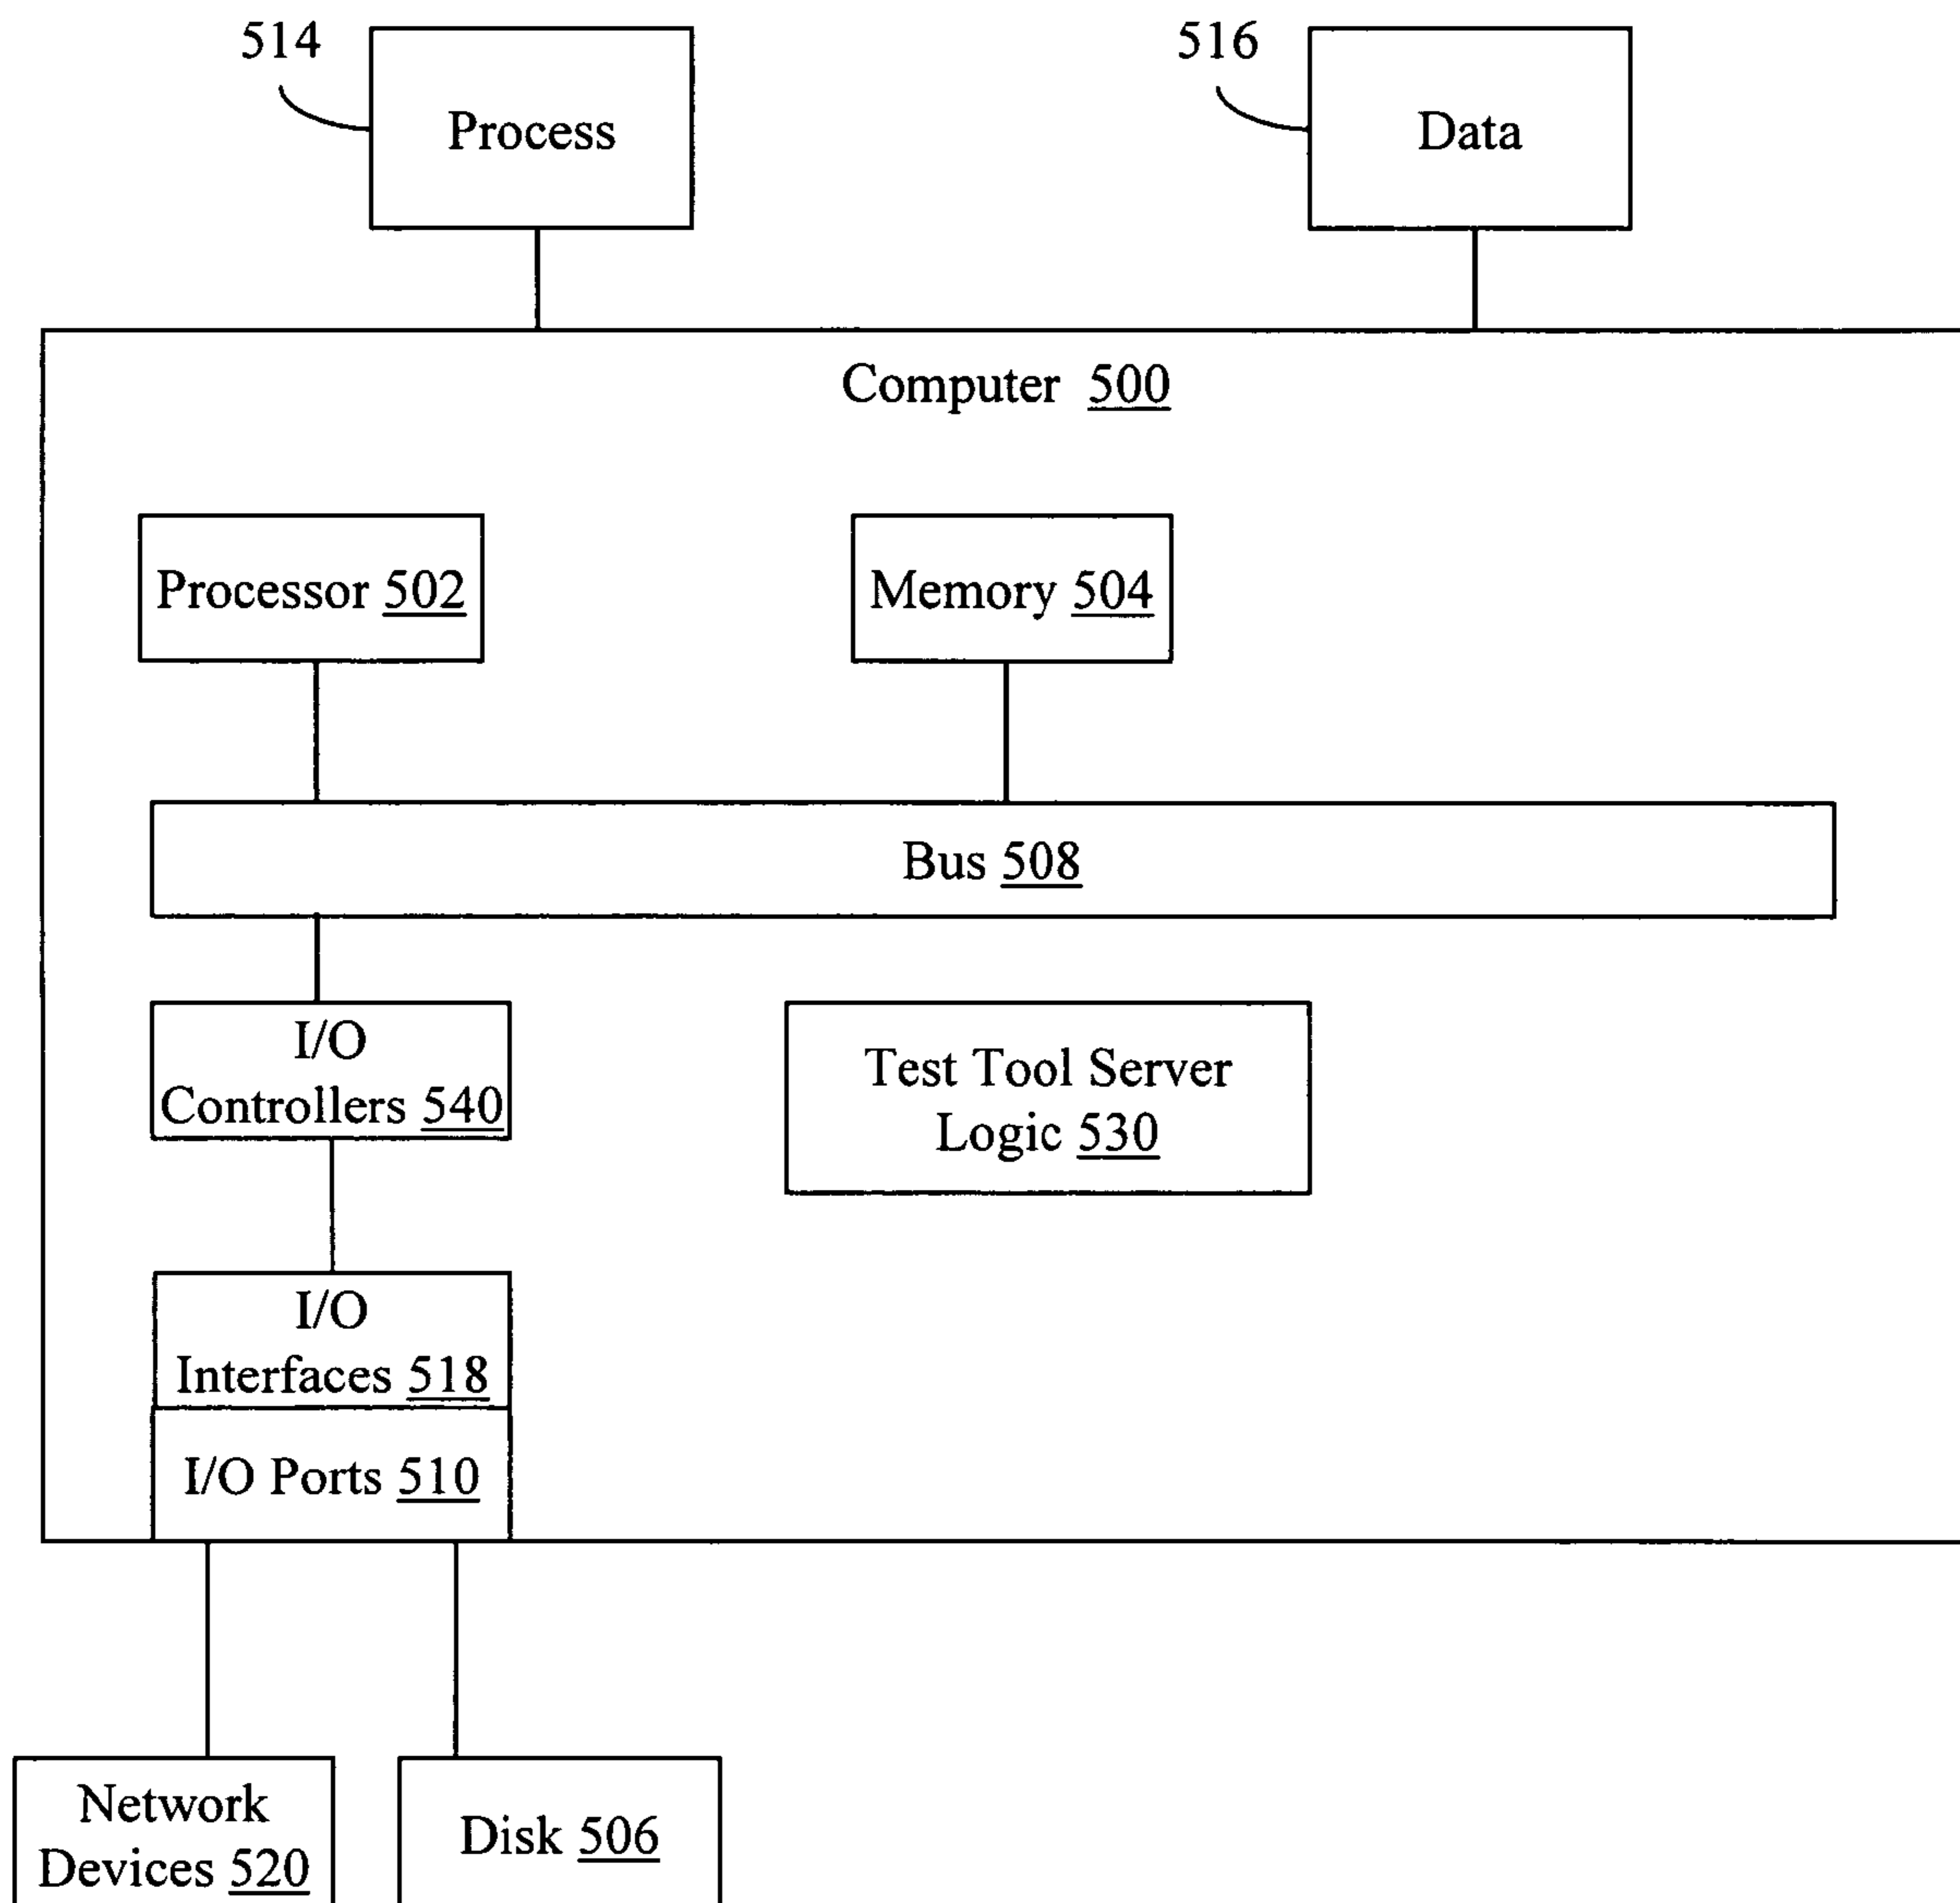 514
516
Process
Data
Computer 500
Processor 502
Memory 504
Bus 508
I/O
Controllers 540
Test Tool Server
Logic 530
I/O
Interfaces 518
I/O Ports 510
Network
Devices 520
Disk 506